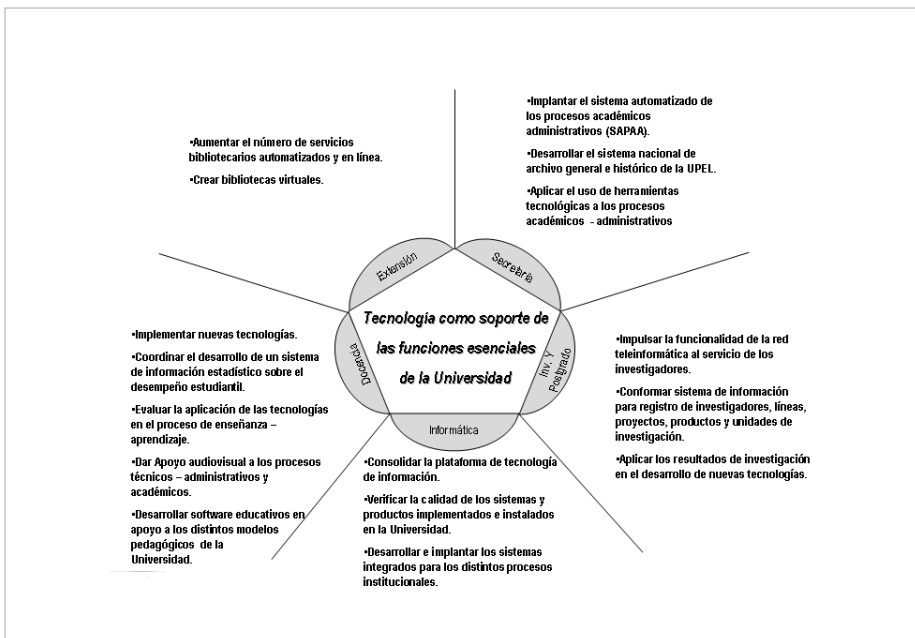 •Aumentar el número de servicios
bibliotecarios automatizados y en línea.
•Crear bibliotecas virtuales.
•Implantar el sistema automatizado de
los procesos académicos
administrativos (SAPAA).
•Desarrollar el sistema nacional de
archivo general e histórico de la UPEL.
•Aplicar el uso de herramientas
tecnológicas a los procesos
académicos - administrativos
Extensión
Secretaría
Tecnología como soporte de
las funciones esenciales
de la Universidad
Docencia
Inv. Y
Postgrado
Informática
•Implementar nuevas tecnologías.
•Coordinar el desarrollo de un sistema
de información estadístico sobre el
desempeño estudiantil.
•Evaluar la aplicación de las tecnologías
en el proceso de enseñanza –
aprendizaje.
•Dar Apoyo audiovisual a los procesos
técnicos – administrativos y
académicos.
•Desarrollar software educativos en
apoyo a los distintos modelos
pedagógicos de la
Universidad.
•Consolidar la plataforma de tecnología
de información.
•Verificar la calidad de los sistemas y
productos implementados e instalados
en la Universidad.
•Desarrollar e implantar los sistemas
integrados para los distintos procesos
institucionales.
•Impulsar la funcionalidad de la red
teleinformática al servicio de los
investigadores.
•Conformar sistema de información
para registro de investigadores, líneas,
proyectos, productos y unidades de
investigación.
•Aplicar los resultados de investigación
en el desarrollo de nuevas tecnologías.